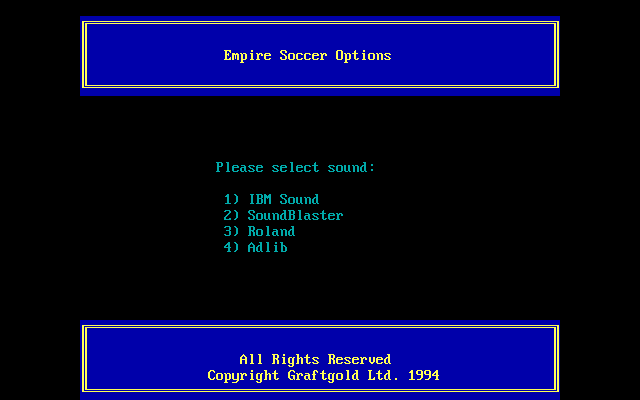 Empire Soccer Options
Please select sound:
1) IBM Sound
2) SoundBlaster
3) Roland
4) Adlib
All Rights Reserved
Copyright Graftgold Ltd. 1994